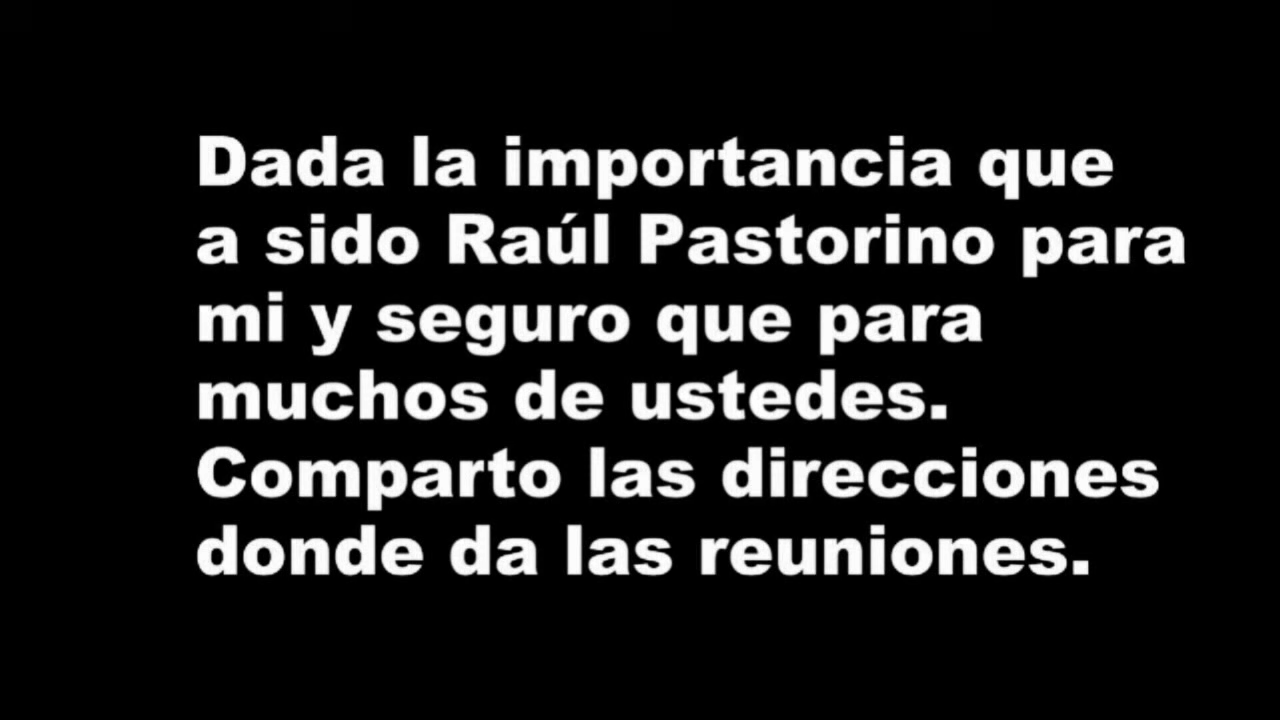 Dada la importancia que
a sido Raúl Pastorino para
mi y seguro que para
muchos de ustedes.
Comparto las direcciones
donde da las reuniones.